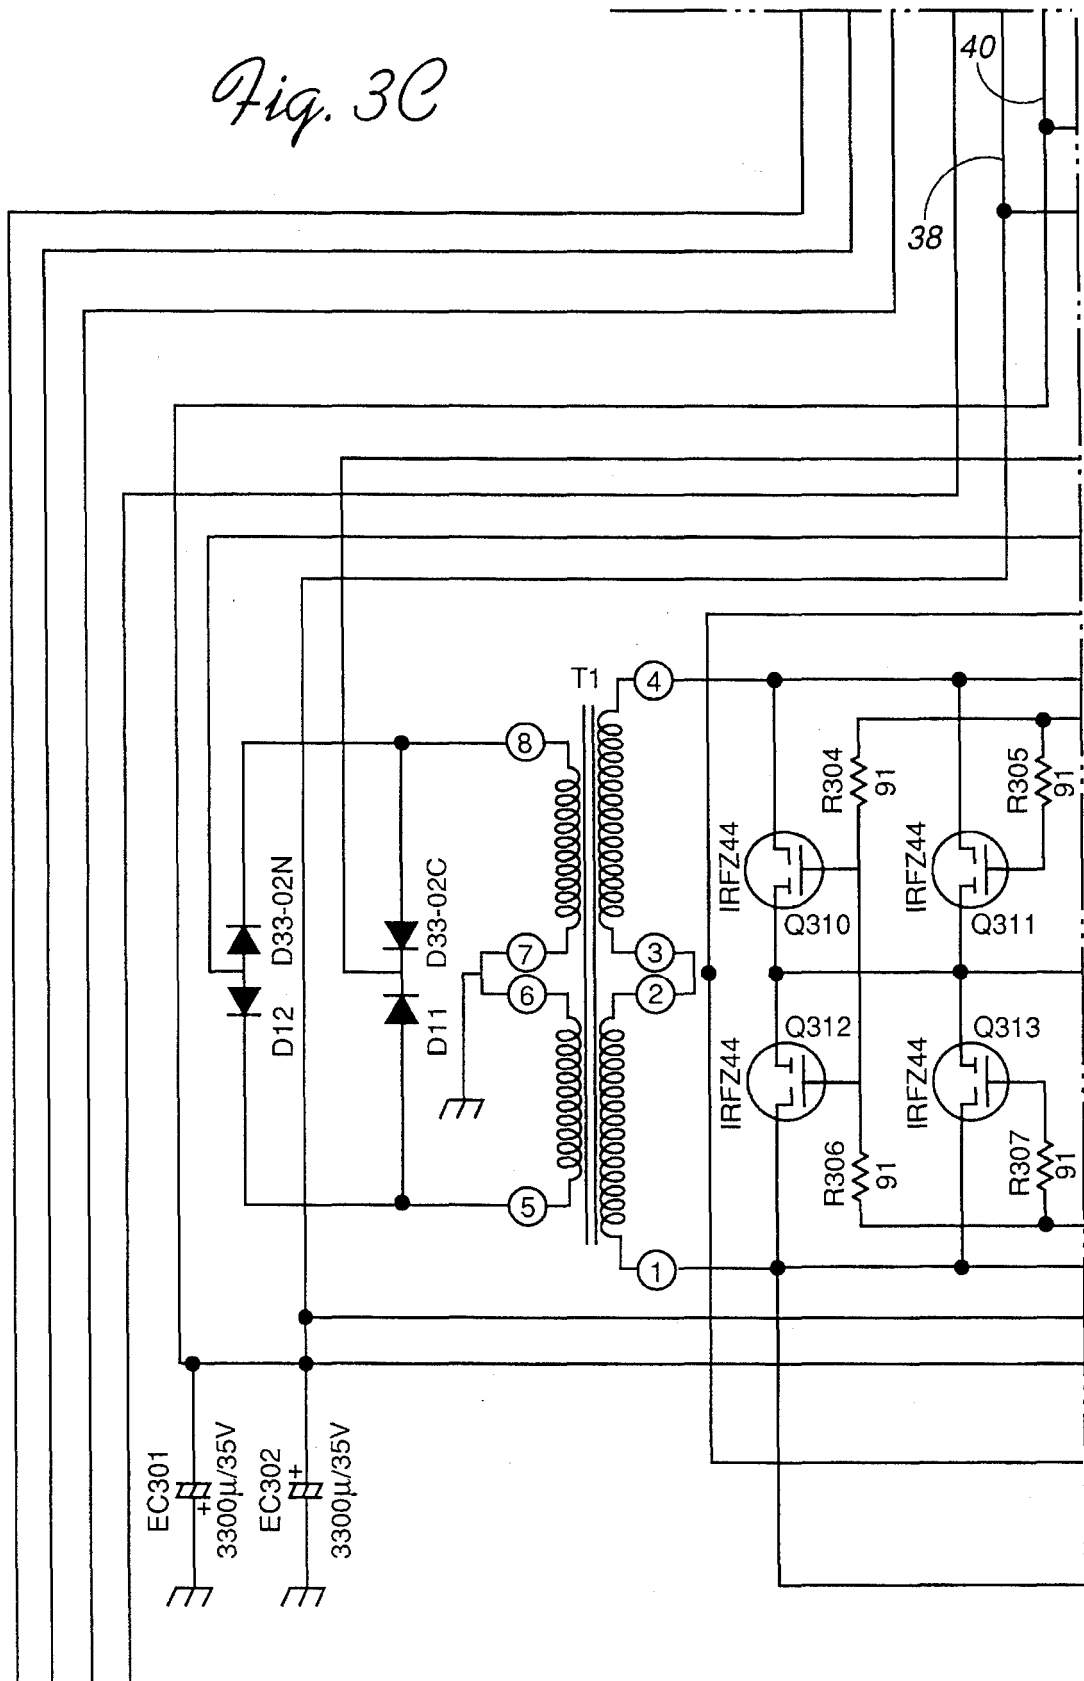 Fig. 3C
40
38
T1
4
8
R304
91
R305
91
IRFZ44
IRFZ44
D33-02N
D33-02C
Q310
Q311
7
3
6
2
D12
D11
Q312
Q313
IRFZ44
IRFZ44
R306
91
R307
91
5
1
EC301
+
3300µ/35V
EC302
+
3300µ/35V